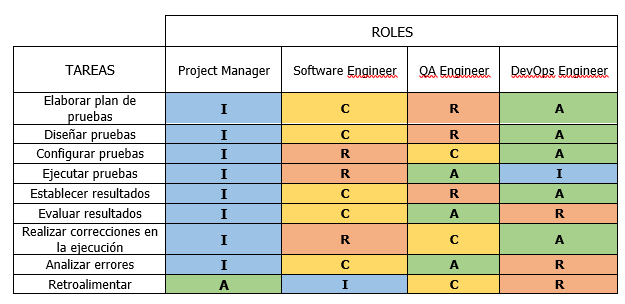 ROLES
TAREAS Project Manager Software Engineer QA Engineer DevOps Engineer
Elaborar plan de
pruebas I C R A
Diseñar pruebas I C R A
Configurar pruebas I R C A
Ejecutar pruebas I R A I
Establecer resultados I C R A
Evaluar resultados I C A R
Realizar correcciones en
la ejecución I R C A
Analizar errores I C A R
Retroalimentar A I C R